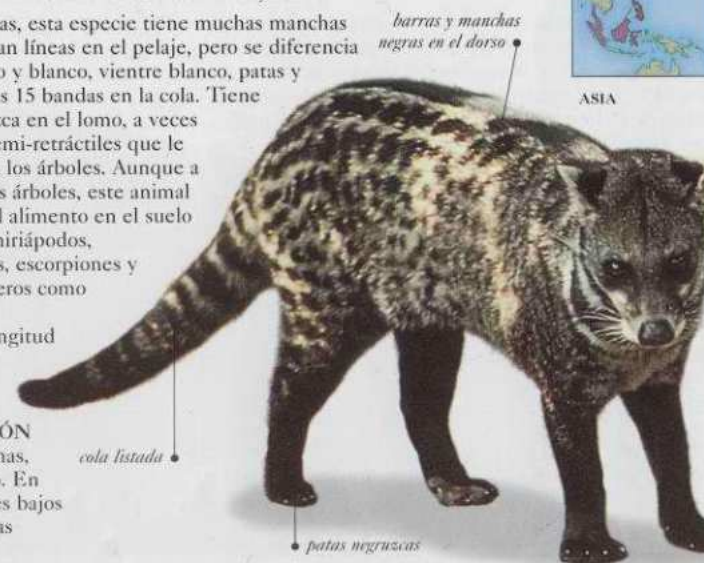 as, esta especie tiene muchas manchas
an líneas en el pelaje, pero se diferencia
o y blanco, vientre blanco, patas y
s 15 bandas en la cola. Tiene
ca en el lomo, a veces
emi-retráctiles que le
los árboles. Aunque a
s árboles, este animal
l alimento en el suelo
iriápodos,
s, escorpiones y
eros como
ngitud
ÓN
nas,
. En
es bajos
as
barras y manchas
negras en el dorso
ASIA
cola listada
patas negruzcas